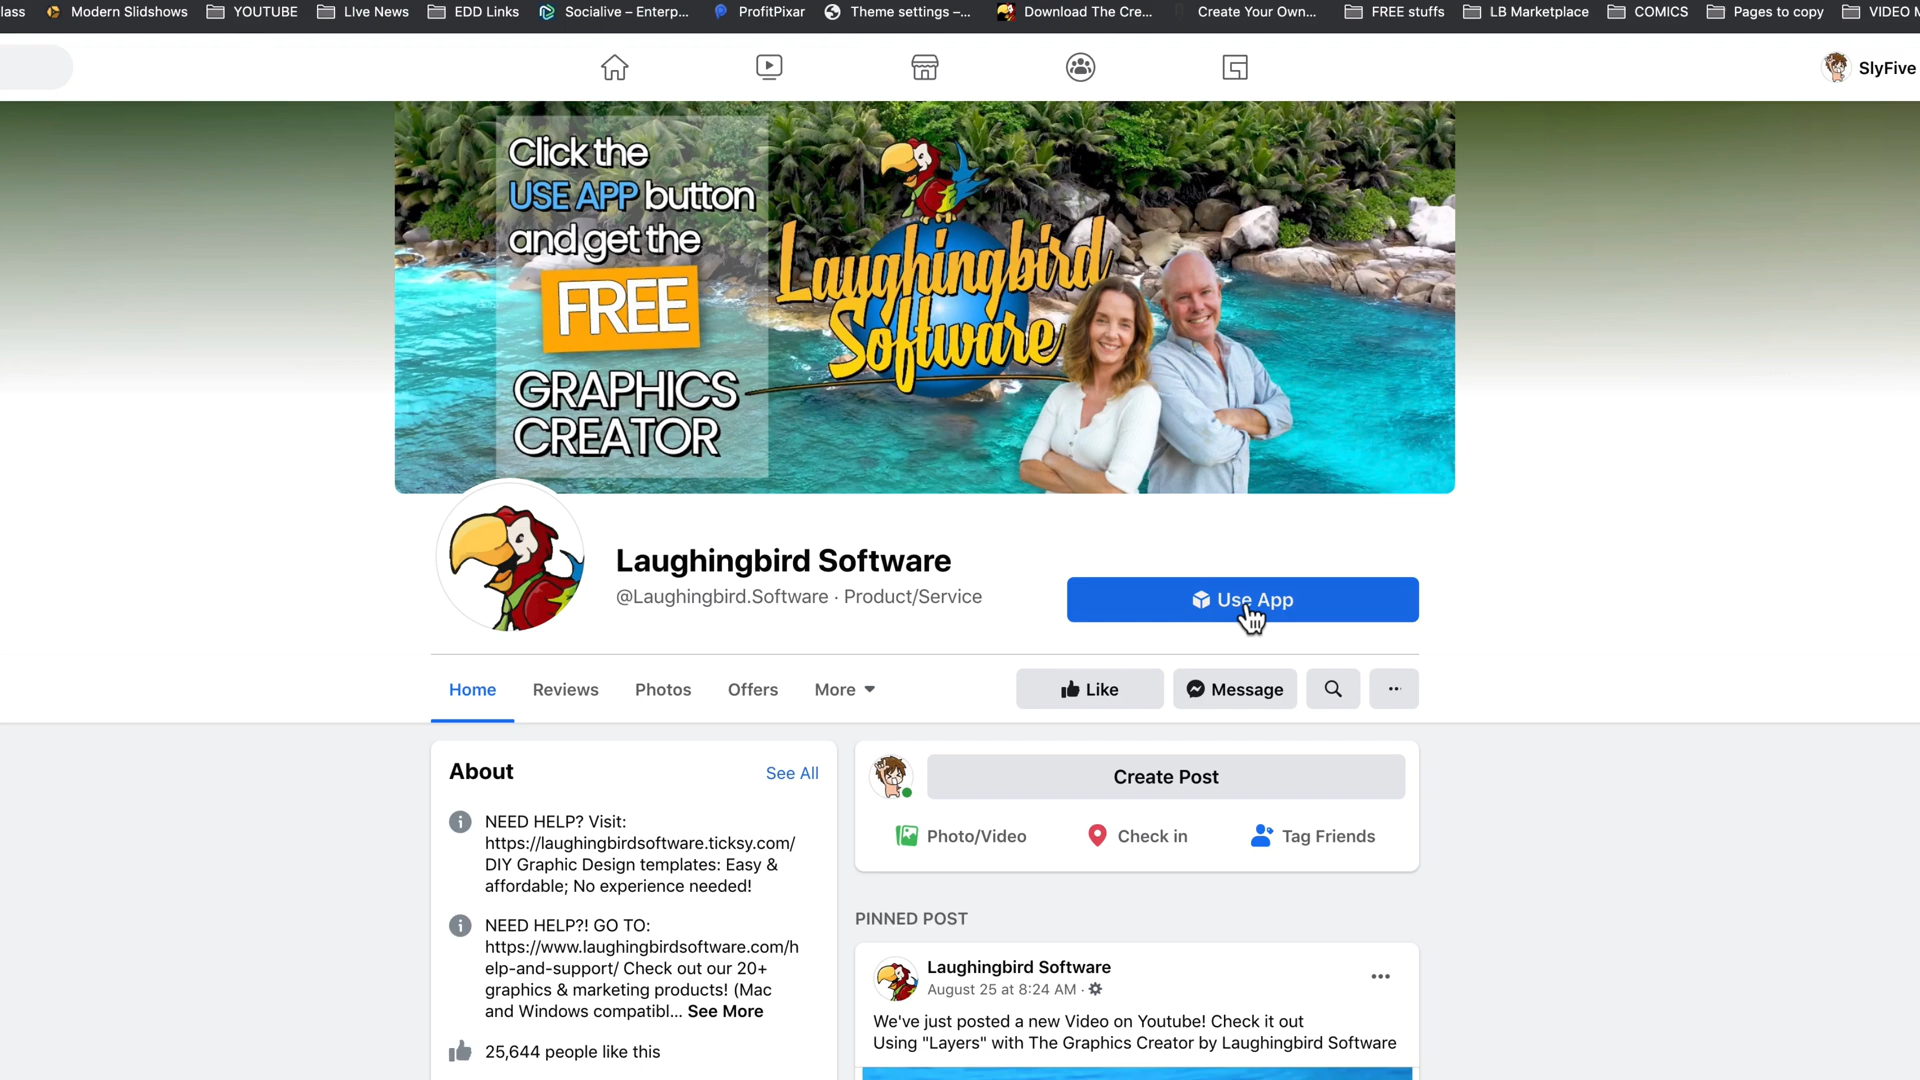 lass
Modern Slidshows
YOUTUBE
LIve News
EDD Links
Socialive – Enterp...
ProfitPixar
Theme settings –...
Download The Cre...
Create Your Own...
FREE stuffs
LB Marketplace
COMICS
Pages to copy
VIDEO M
SlyFive
Click the
USE APP button
and get the
FREE
GRAPHICS
CREATOR
Laughingbird
Software
Laughingbird Software
@Laughingbird.Software · Product/Service
Use App
Home
Reviews
Photos
Offers
More
Like
Message
About
See All
NEED HELP? Visit:
https://laughingbirdsoftware.ticksy.com/
DIY Graphic Design templates: Easy &
affordable; No experience needed!
NEED HELP?! GO TO:
https://www.laughingbirdsoftware.com/h
elp-and-support/ Check out our 20+
graphics & marketing products! (Mac
and Windows compatibl... See More
25,644 people like this
Create Post
Photo/Video
Check in
Tag Friends
PINNED POST
Laughingbird Software
August 25 at 8:24 AM ·
We've just posted a new Video on Youtube! Check it out
Using "Layers" with The Graphics Creator by Laughingbird Software